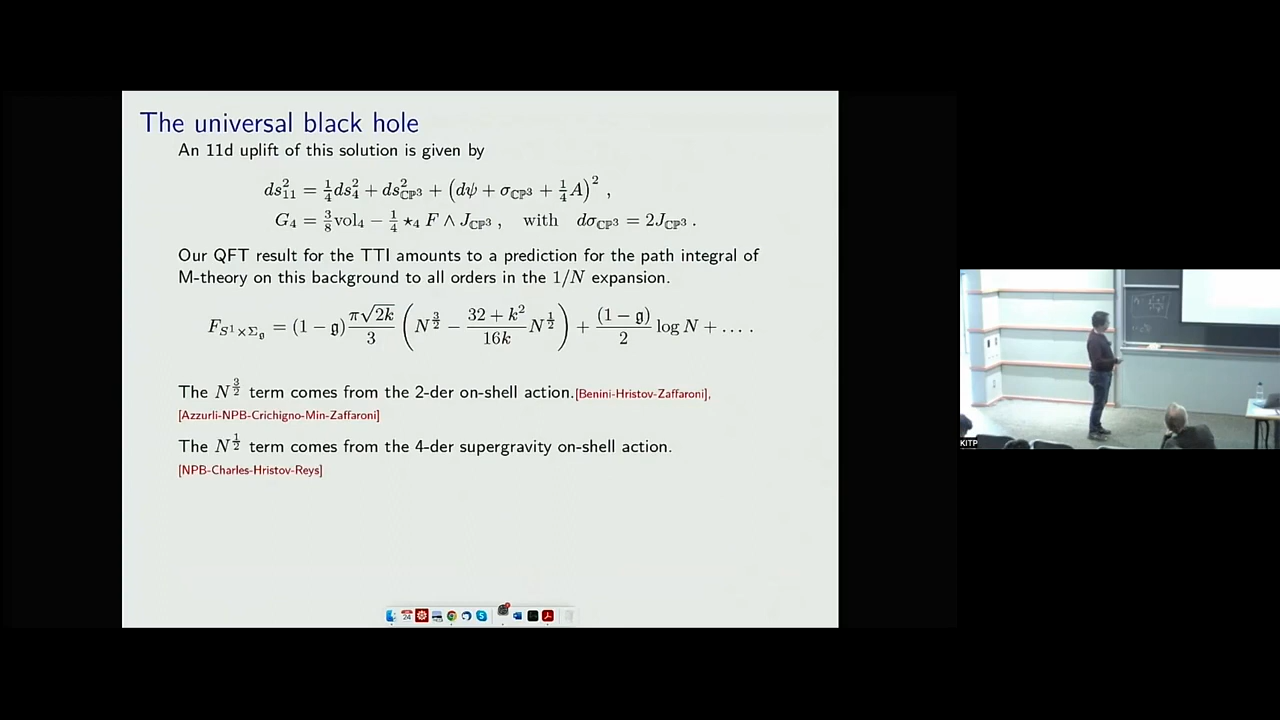 The universal black hole
An 11d uplift of this solution is given by
ds²₁₁ = ¼ds²₄ + ds²_ℂℙ³ + (dψ + σ_ℂℙ³ + ¼A)² ,
G₄ = ⅜vol₄ − ¼ ⋆₄ F ∧ J_ℂℙ³ , with dσ_ℂℙ³ = 2J_ℂℙ³ .
Our QFT result for the TTI amounts to a prediction for the path integral of
M-theory on this background to all orders in the 1/N expansion.
F_{S¹×Σ_𝔤} = (1 − 𝔤) π√2k/3 (N^{3/2} − (32 + k²)/16k N^{1/2}) + (1 − 𝔤)/2 log N + ... .
The N^{3/2} term comes from the 2-der on-shell action.[Benini-Hristov-Zaffaroni],
[Azzurli-NPB-Crichigno-Min-Zaffaroni]
The N^{1/2} term comes from the 4-der supergravity on-shell action.
[NPB-Charles-Hristov-Reys]
24
KITP